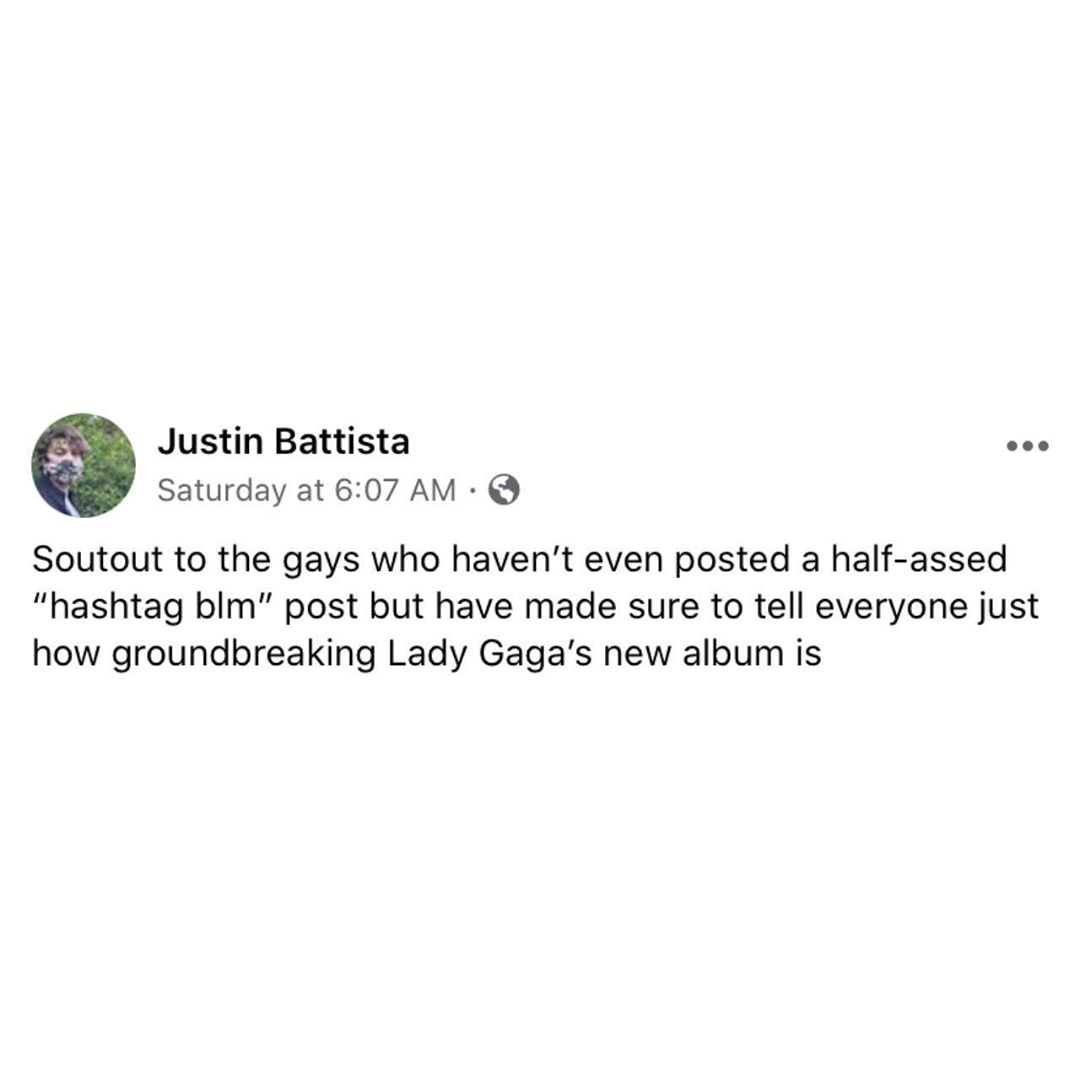 Justin Battista
Saturday at 6:07 AM ·
Soutout to the gays who haven’t even posted a half-assed
“hashtag blm” post but have made sure to tell everyone just
how groundbreaking Lady Gaga’s new album is